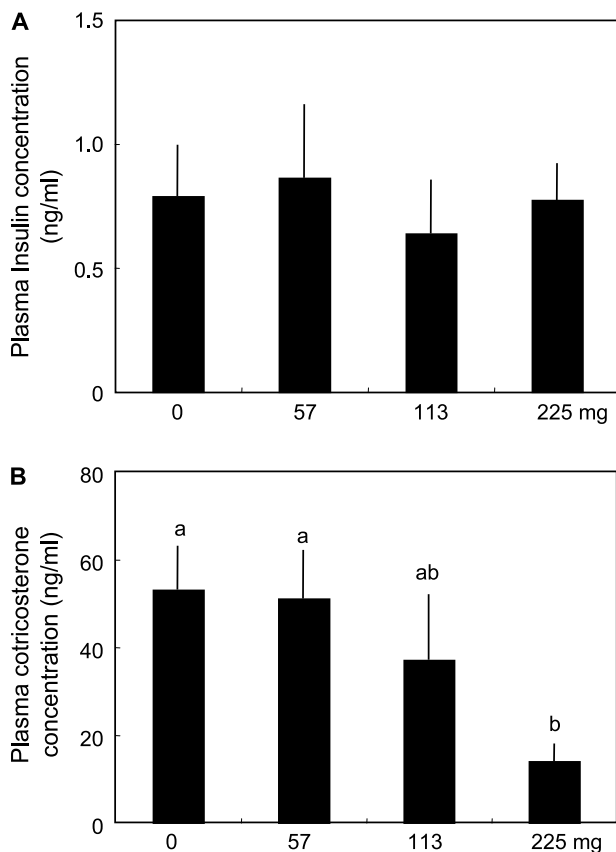 A
Plasma Insulin concentration
(ng/ml)
1.5
1.0
0.5
0
0 57 113 225 mg
B
Plasma cotricosterone
concentration (ng/ml)
80
60
40
20
0
a a ab b
0 57 113 225 mg